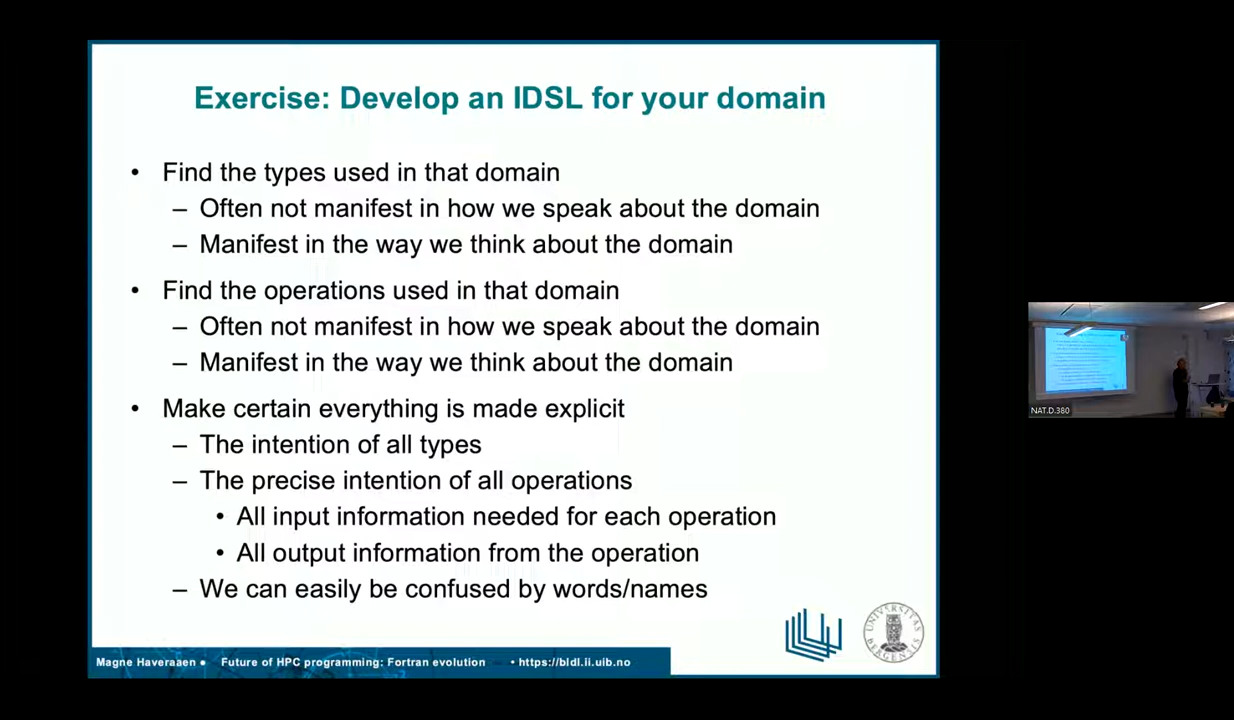 Exercise: Develop an IDSL for your domain
• Find the types used in that domain
– Often not manifest in how we speak about the domain
– Manifest in the way we think about the domain
• Find the operations used in that domain
– Often not manifest in how we speak about the domain
– Manifest in the way we think about the domain
• Make certain everything is made explicit
– The intention of all types
– The precise intention of all operations
• All input information needed for each operation
• All output information from the operation
– We can easily be confused by words/names
UNIVERSITAS
BERGENSIS
Magne Haveraaen • Future of HPC programming: Fortran evolution • https://bldl.ii.uib.no
NAT.D.380